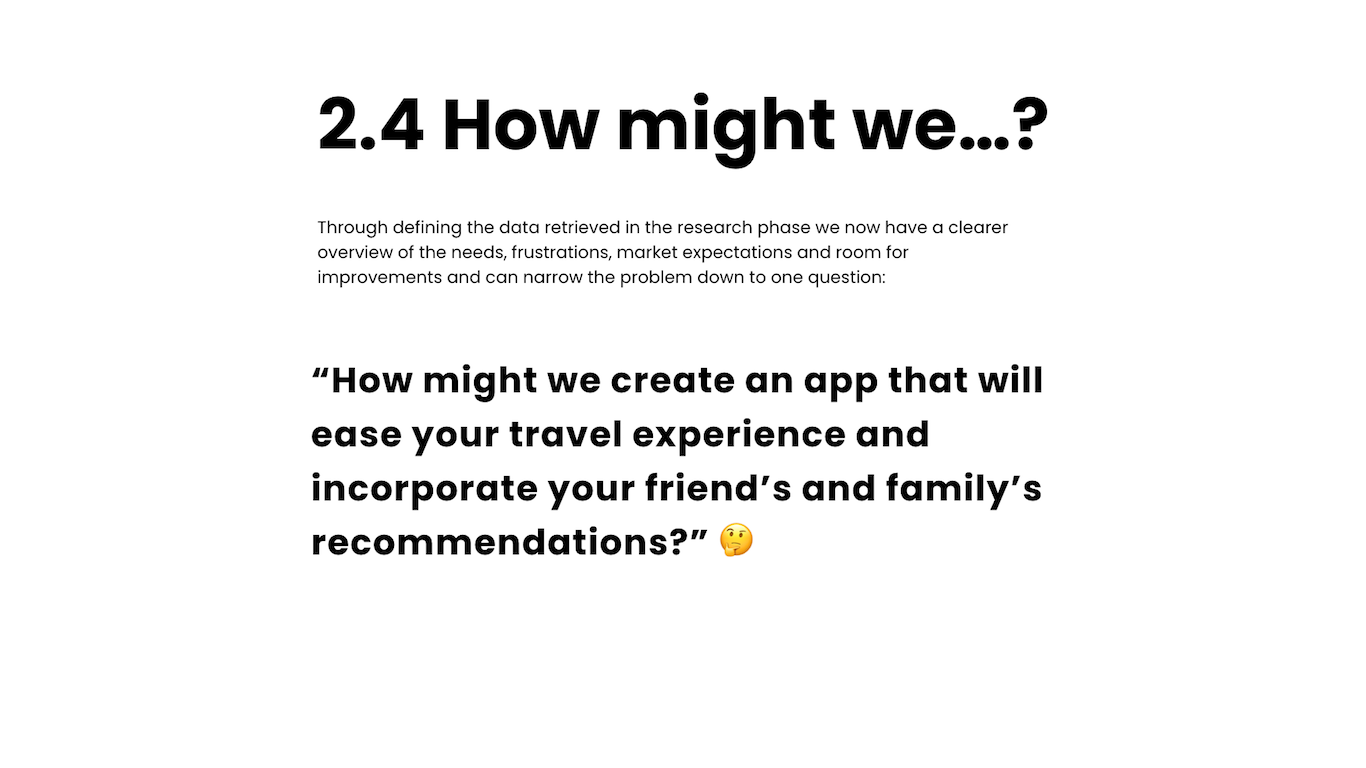 2.4 How might we...?
Through defining the data retrieved in the research phase we now have a clearer
overview of the needs, frustrations, market expectations and room for
improvements and can narrow the problem down to one question:
“How might we create an app that will
ease your travel experience and
incorporate your friend’s and family’s
recommendations?” 🤔